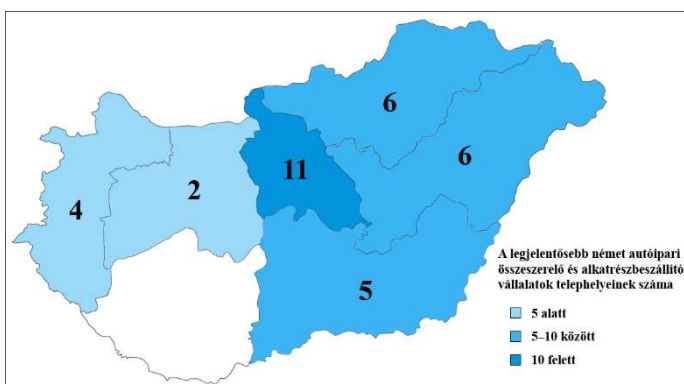 6
6
11
2
4
5
A legjelentősebb német autóipari
összeszerelő és alkatrészbeszállító
vállalatok telephelyeinek száma
5 alatt
5–10 között
10 felett